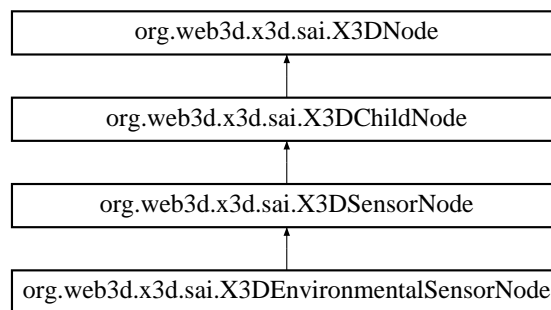 org.web3d.x3d.sai.X3DNode
org.web3d.x3d.sai.X3DChildNode
org.web3d.x3d.sai.X3DSensorNode
org.web3d.x3d.sai.X3DEnvironmentalSensorNode